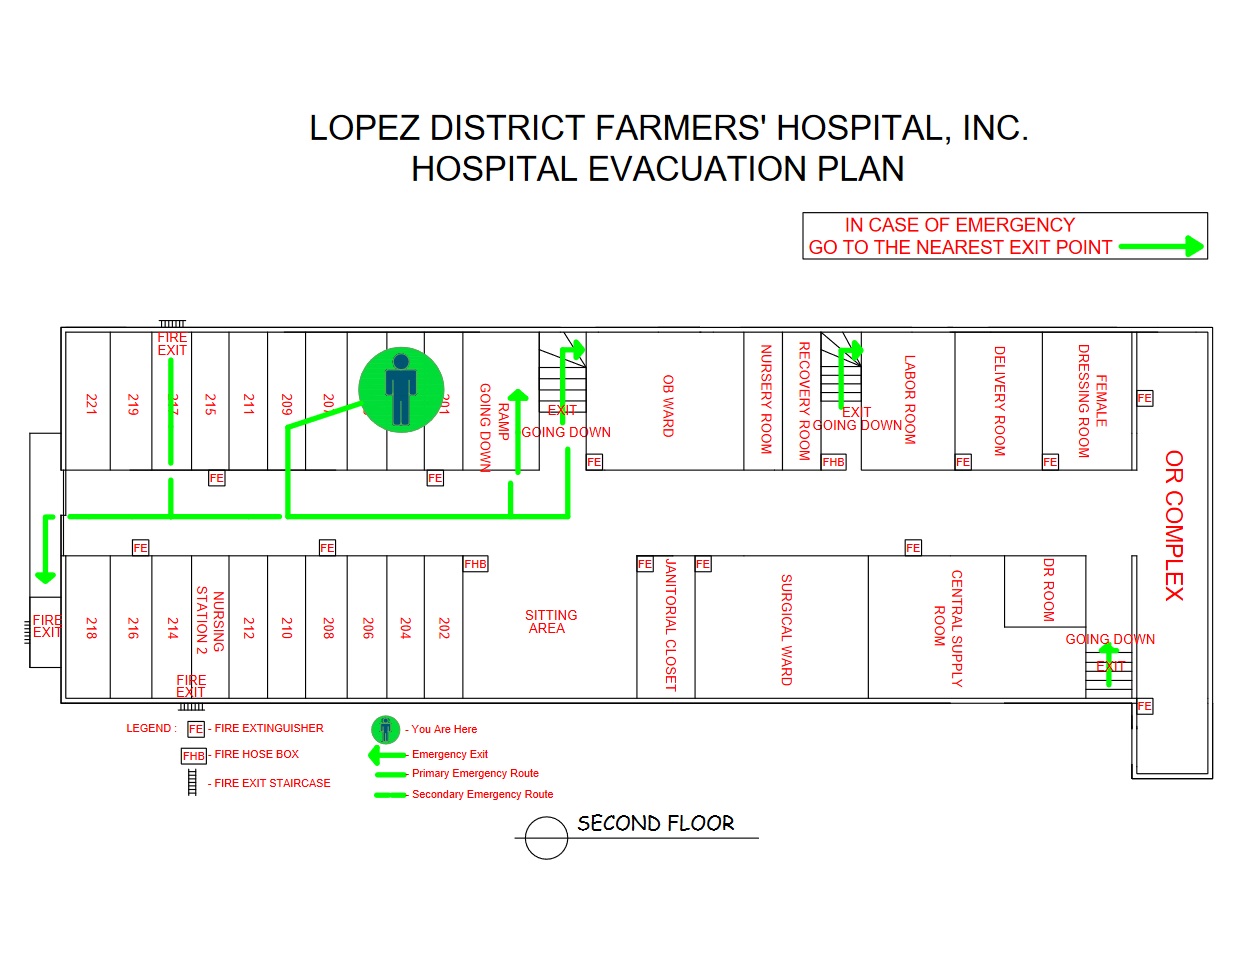 LOPEZ DISTRICT FARMERS' HOSPITAL, INC.
HOSPITAL EVACUATION PLAN
IN CASE OF EMERGENCY
GO TO THE NEAREST EXIT POINT
FIRE
EXIT
221
219
217
215
211
209
201
GOING DOWN
RAMP
EXIT
GOING DOWN
OB WARD
NURSERY ROOM
RECOVERY ROOM
EXIT
GOING DOWN
LABOR ROOM
DELIVERY ROOM
FEMALE
DRESSING ROOM
FE
OR COMPLEX
FE
FE
FE
FHB
FE
FE
FE
FE
FHB
FE
FE
FE
FIRE
EXIT
218
216
214
NURSING
STATION 2
212
210
208
206
204
202
SITTING
AREA
JANITORIAL CLOSET
SURGICAL WARD
CENTRAL SUPPLY
ROOM
DR ROOM
GOING DOWN
EXIT
FIRE
EXIT
FE
LEGEND :
FE - FIRE EXTINGUISHER
FHB - FIRE HOSE BOX
- FIRE EXIT STAIRCASE
- You Are Here
- Emergency Exit
- Primary Emergency Route
- Secondary Emergency Route
SECOND FLOOR